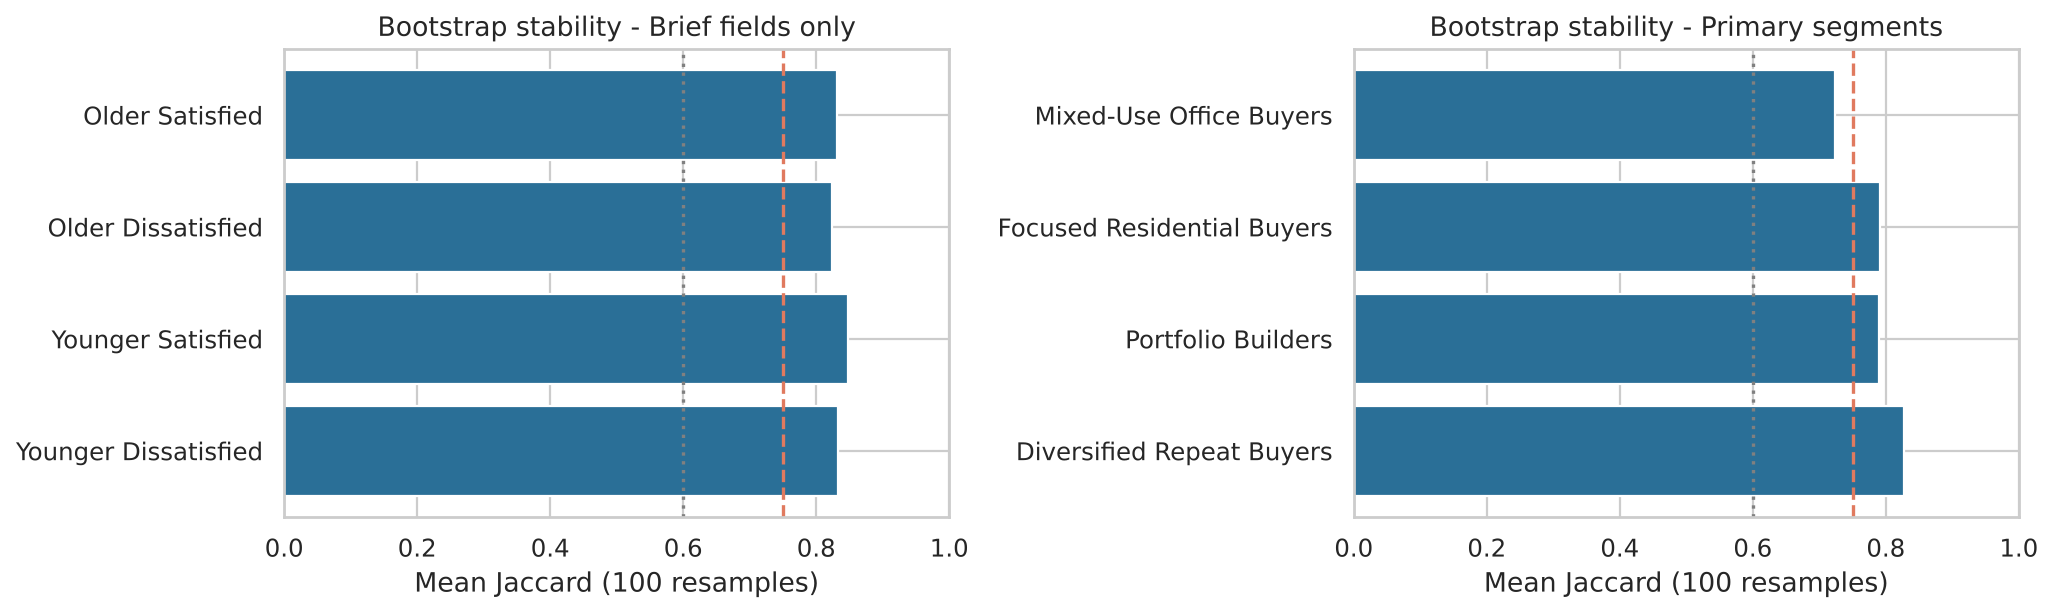 Bootstrap stability - Brief fields only
Older Satisfied
Older Dissatisfied
Younger Satisfied
Younger Dissatisfied
0.0 0.2 0.4 0.6 0.8 1.0
Mean Jaccard (100 resamples)
Bootstrap stability - Primary segments
Mixed-Use Office Buyers
Focused Residential Buyers
Portfolio Builders
Diversified Repeat Buyers
0.0 0.2 0.4 0.6 0.8 1.0
Mean Jaccard (100 resamples)